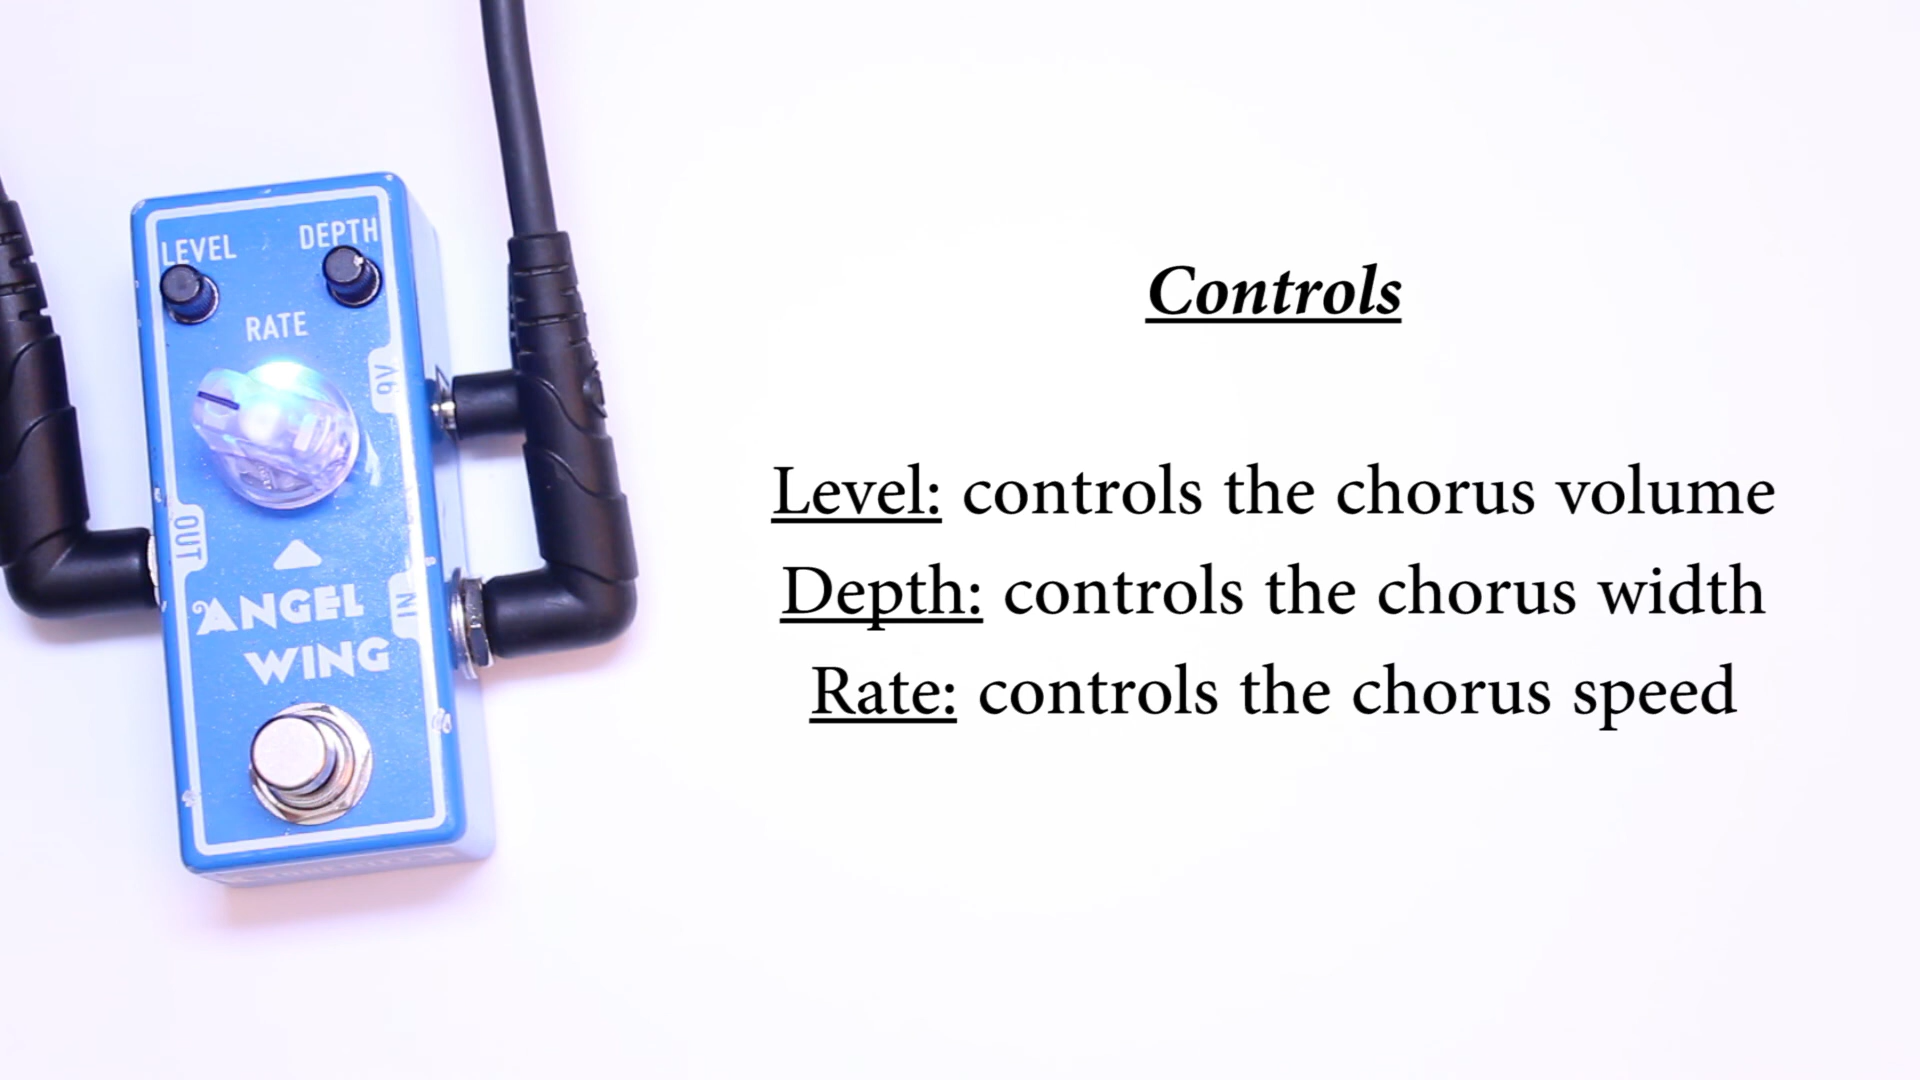 LEVEL
DEPTH
RATE
9V
OUT
IN
ANGEL
WING
Controls
Level: controls the chorus volume
Depth: controls the chorus width
Rate: controls the chorus speed